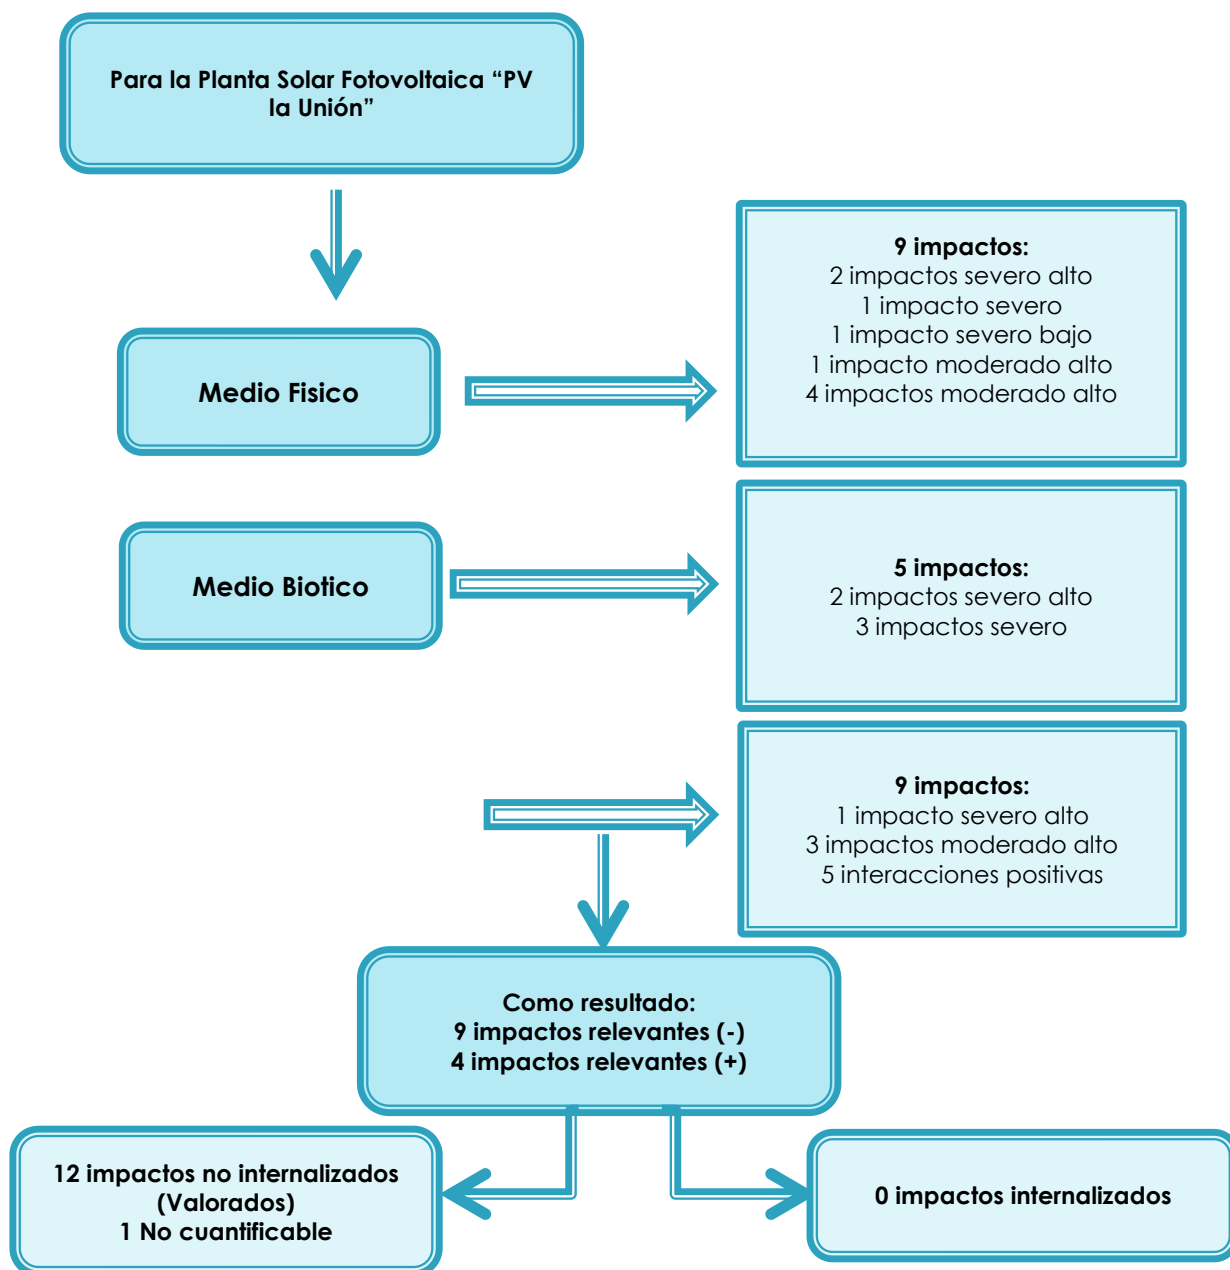 Para la Planta Solar Fotovoltaica “PV
la Unión”
9 impactos:
2 impactos severo alto
1 impacto severo
1 impacto severo bajo
1 impacto moderado alto
4 impactos moderado alto
Medio Fisico
Medio Biotico
5 impactos:
2 impactos severo alto
3 impactos severo
9 impactos:
1 impacto severo alto
3 impactos moderado alto
5 interacciones positivas
Como resultado:
9 impactos relevantes (-)
4 impactos relevantes (+)
12 impactos no internalizados
(Valorados)
1 No cuantificable
0 impactos internalizados